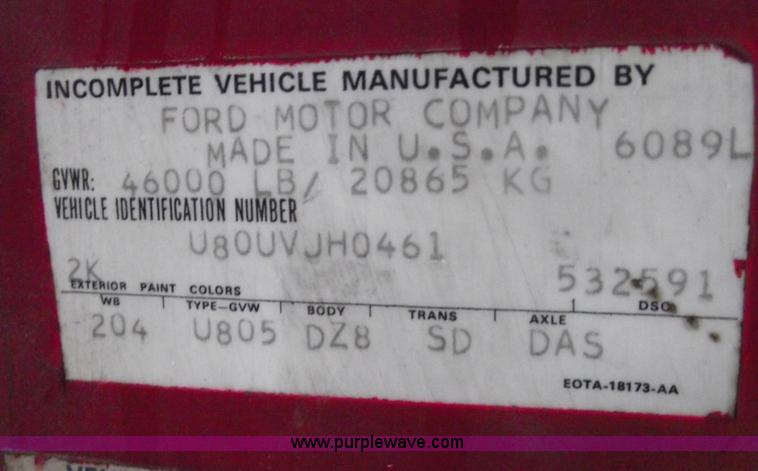 INCOMPLETE VEHICLE MANUFACTURED BY
FORD MOTOR COMPANY
MADE IN U.S.A. 6089L
GVWR: 46000 LB/ 20865 KG
VEHICLE IDENTIFICATION NUMBER
U80UVJH0461
2K 532591
EXTERIOR PAINT COLORS DSO
WB TYPE-GVW BODY TRANS AXLE
204 U805 DZ8 SD DAS
EOTA-18173-AA
www.purplewave.com